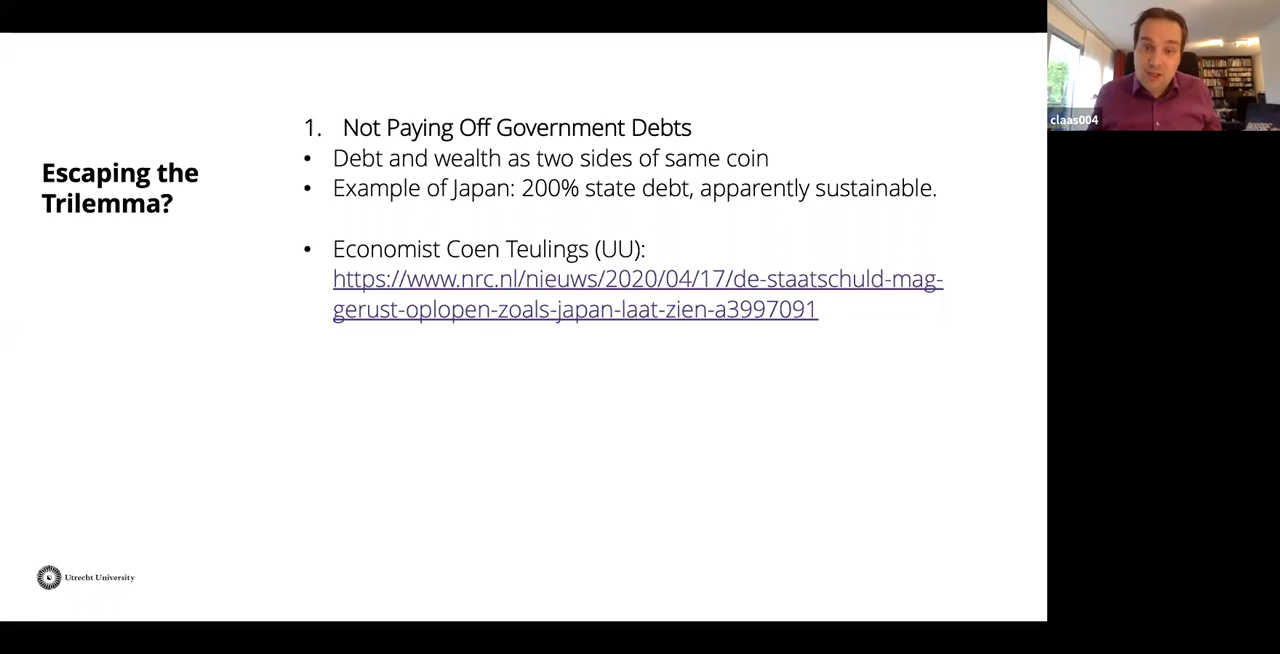 Escaping the
Trilemma?
1. Not Paying Off Government Debts
• Debt and wealth as two sides of same coin
• Example of Japan: 200% state debt, apparently sustainable.
• Economist Coen Teulings (UU):
https://www.nrc.nl/nieuws/2020/04/17/de-staatschuld-mag-
gerust-oplopen-zoals-japan-laat-zien-a3997091
Utrecht University
claas004